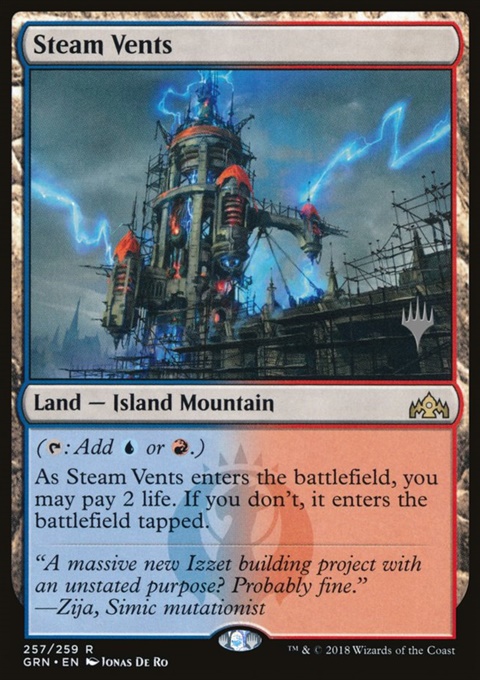 Steam Vents
Land — Island Mountain
( : Add or .)
As Steam Vents enters the battlefield, you
may pay 2 life. If you don't, it enters the
battlefield tapped.
"A massive new Izzet building project with
an unstated purpose? Probably fine."
—Zija, Simic mutationist
257/259 R
GRN • EN Jonas De Ro
™ & © 2018 Wizards of the Coast